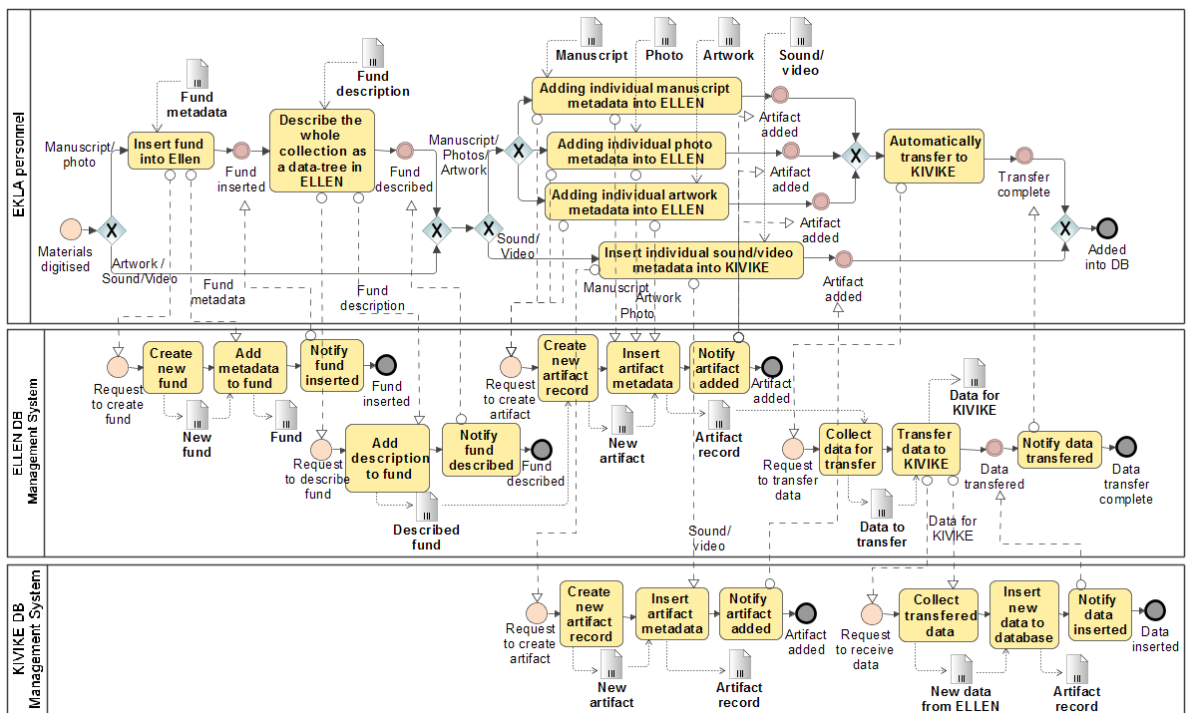 EKLA personnel
Manuscript
Photo
Artwork
Sound/
video
Fund
metadata
Fund
description
Manuscript/
photo
Insert fund
into Ellen
Fund
inserted
Describe the
whole
collection as
a data-tree in
ELLEN
Fund
described
Manuscript/
Photos/
Artwork
Adding individual manuscript
metadata into ELLEN
Artifact
added
Adding individual photo
metadata into ELLEN
Artifact
added
Adding individual artwork
metadata into ELLEN
Artifact
added
Automatically
transfer to
KIVIKE
Transfer
complete
X
X
X
X
X
X
Materials
digitised
Artwork /
Sound/Video
Sound/
Video
Insert individual sound/video
metadata into KIVIKE
Artifact
added
Added
into DB
Fund
metadata
Fund
description
Manuscript
Artwork
Photo
ELLEN DB
Management System
Request
to create
fund
Create
new
fund
Add
metadata
to fund
Notify
fund
inserted
Fund
inserted
New
fund
Fund
Request
to describe
fund
Add
description
to fund
Notify
fund
described
Fund
described
Described
fund
Request
to create
artifact
Create
new
artifact
record
Insert
artifact
metadata
Notify
artifact
added
Artifact
added
New
artifact
Artifact
record
Request
to transfer
data
Collect
data for
transfer
Transfer
data to
KIVIKE
Data for
KIVIKE
Data
transfered
Notify data
transfered
Data
transfer
complete
Data to
transfer
Data for
KIVIKE
Sound/
video
KIVIKE DB
Management System
Request
to create
artifact
Create
new
artifact
record
Insert
artifact
metadata
Notify
artifact
added
Artifact
added
New
artifact
Artifact
record
Request
to receive
data
Collect
transfered
data
Insert
new
data to
database
Notify
data
inserted
Data
inserted
New data
from ELLEN
Artifact
record